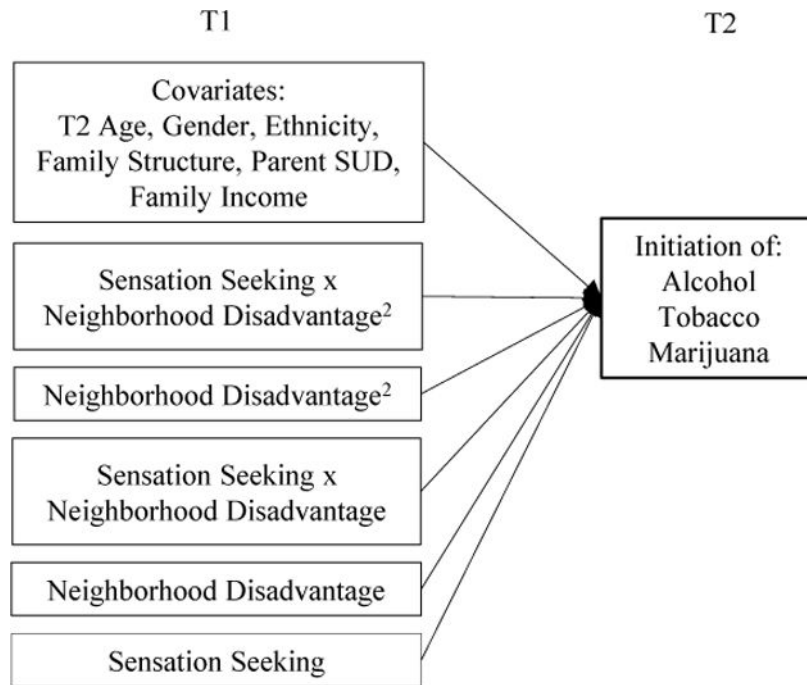 T1
T2
Covariates:
T2 Age, Gender, Ethnicity,
Family Structure, Parent SUD,
Family Income
Sensation Seeking x
Neighborhood Disadvantage²
Neighborhood Disadvantage²
Sensation Seeking x
Neighborhood Disadvantage
Neighborhood Disadvantage
Sensation Seeking
Initiation of:
Alcohol
Tobacco
Marijuana